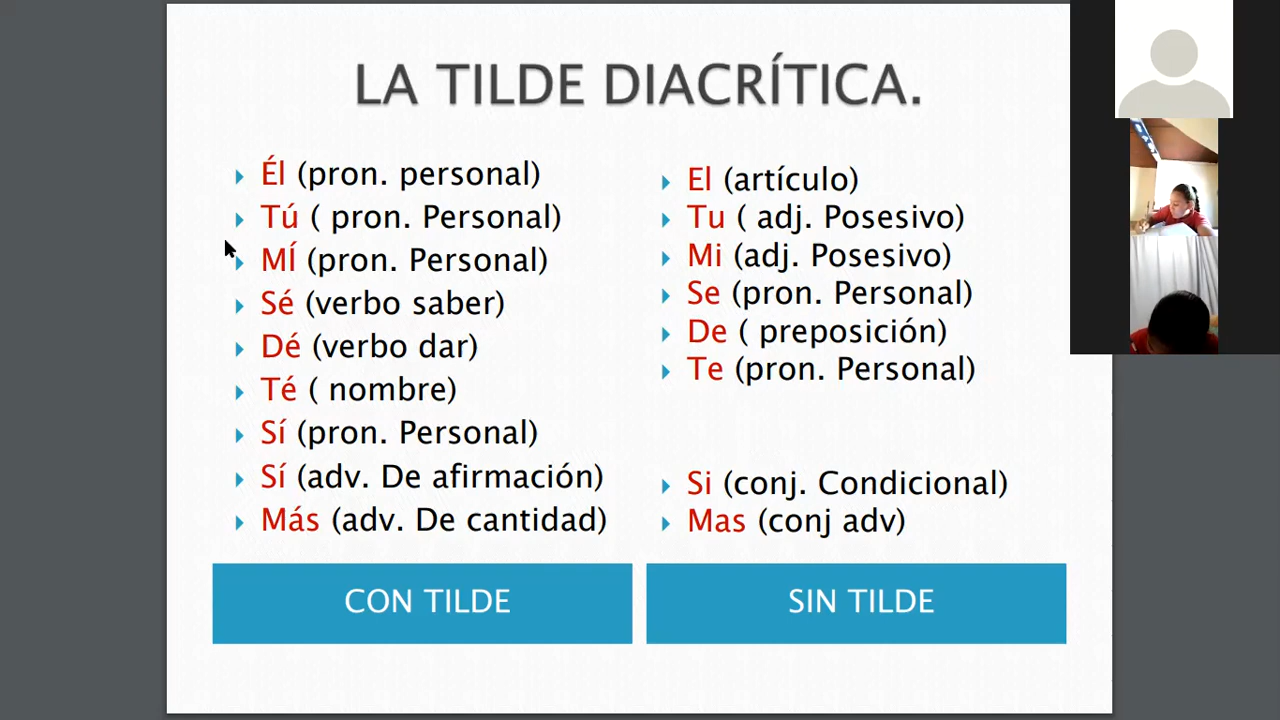 LA TILDE DIACRÍTICA.
Él (pron. personal)
Tú ( pron. Personal)
MÍ (pron. Personal)
Sé (verbo saber)
Dé (verbo dar)
Té ( nombre)
Sí (pron. Personal)
Sí (adv. De afirmación)
Más (adv. De cantidad)
El (artículo)
Tu ( adj. Posesivo)
Mi (adj. Posesivo)
Se (pron. Personal)
De ( preposición)
Te (pron. Personal)
Si (conj. Condicional)
Mas (conj adv)
CON TILDE
SIN TILDE